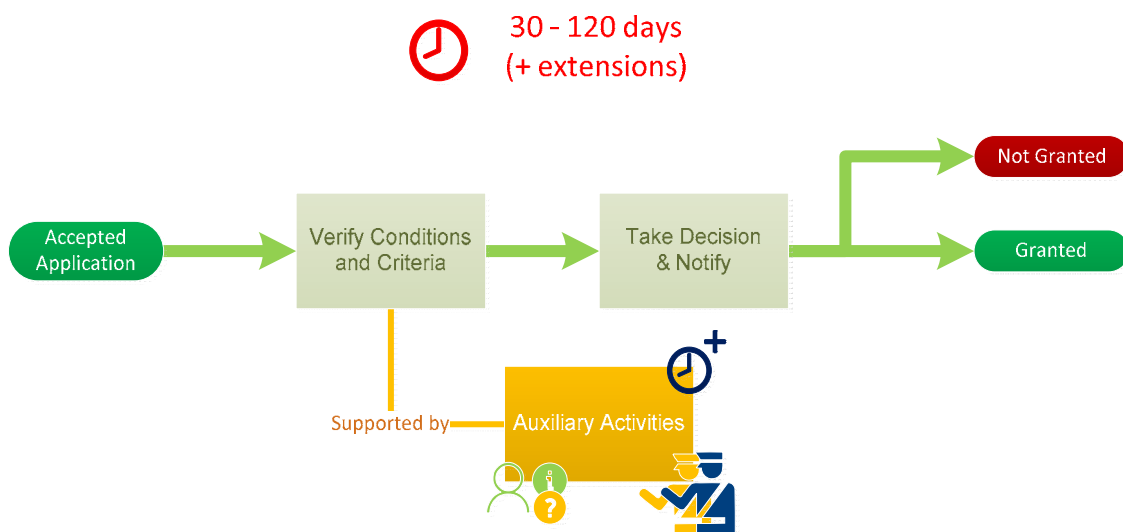 30 - 120 days
(+ extensions)
Not Granted
Accepted
Application
Verify Conditions
and Criteria
Take Decision
& Notify
Granted
Supported by
Auxiliary Activities
i
?